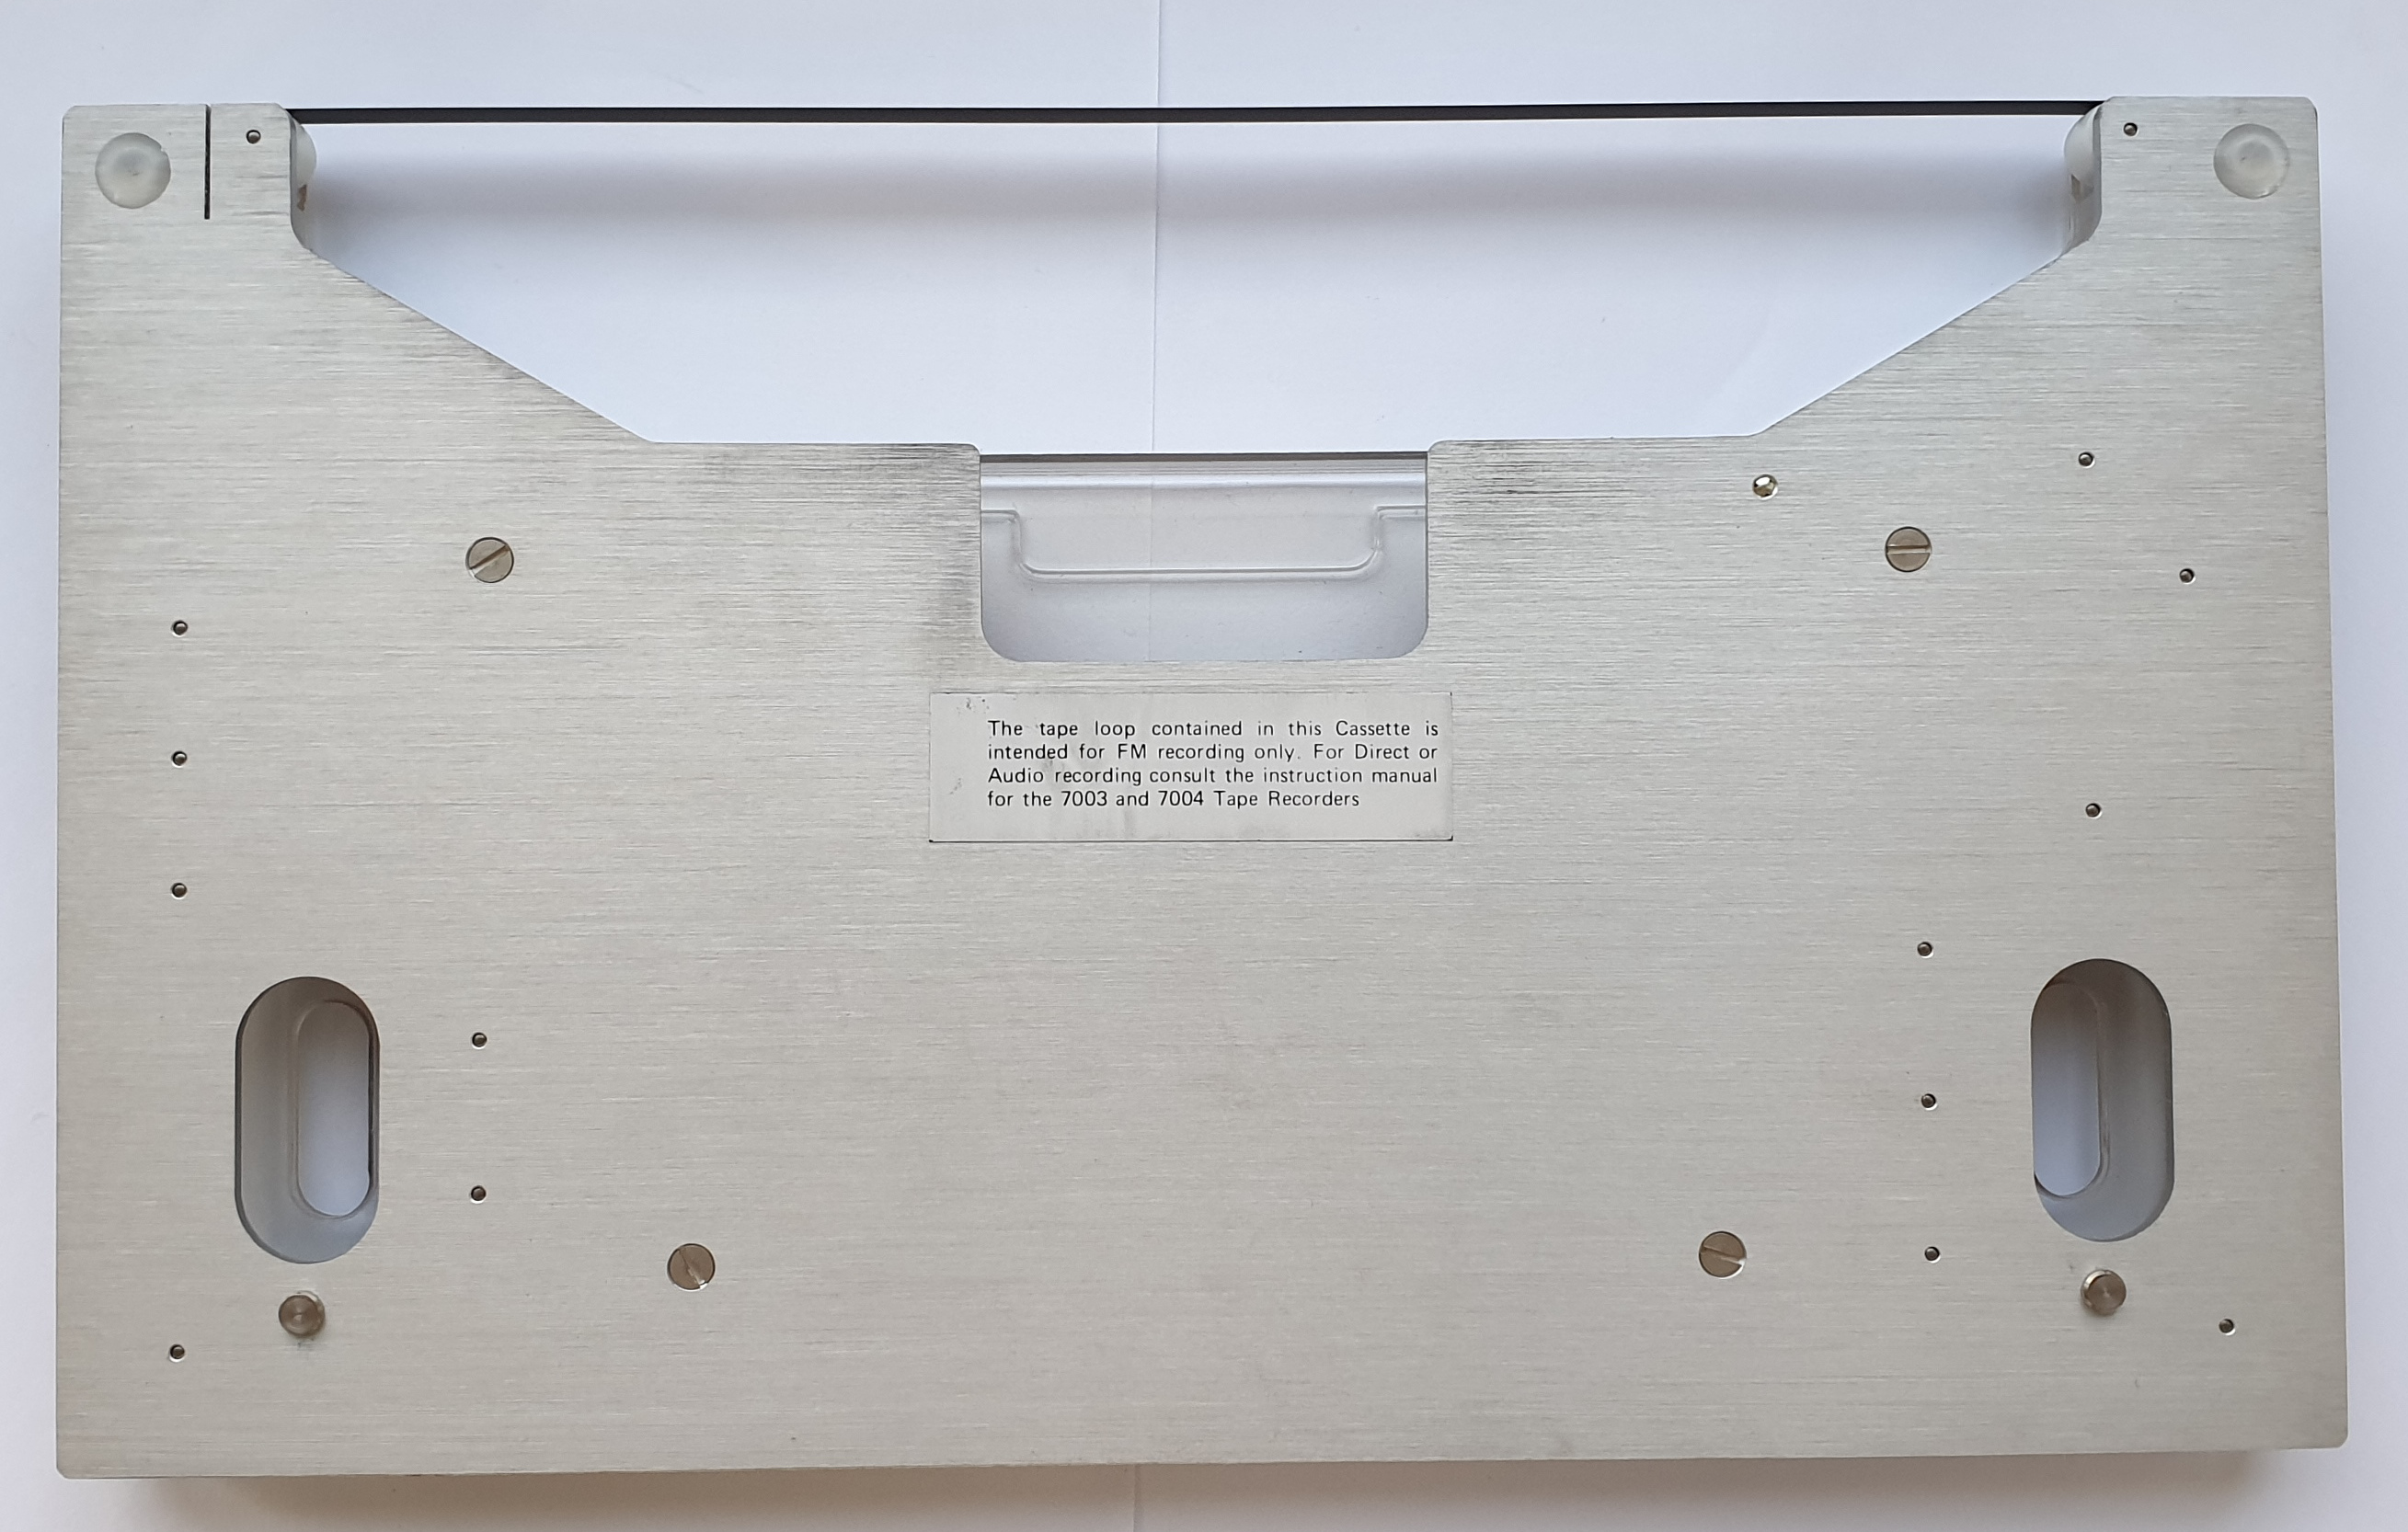 The tape loop contained in this Cassette is
intended for FM recording only. For Direct or
Audio recording consult the instruction manual
for the 7003 and 7004 Tape Recorders